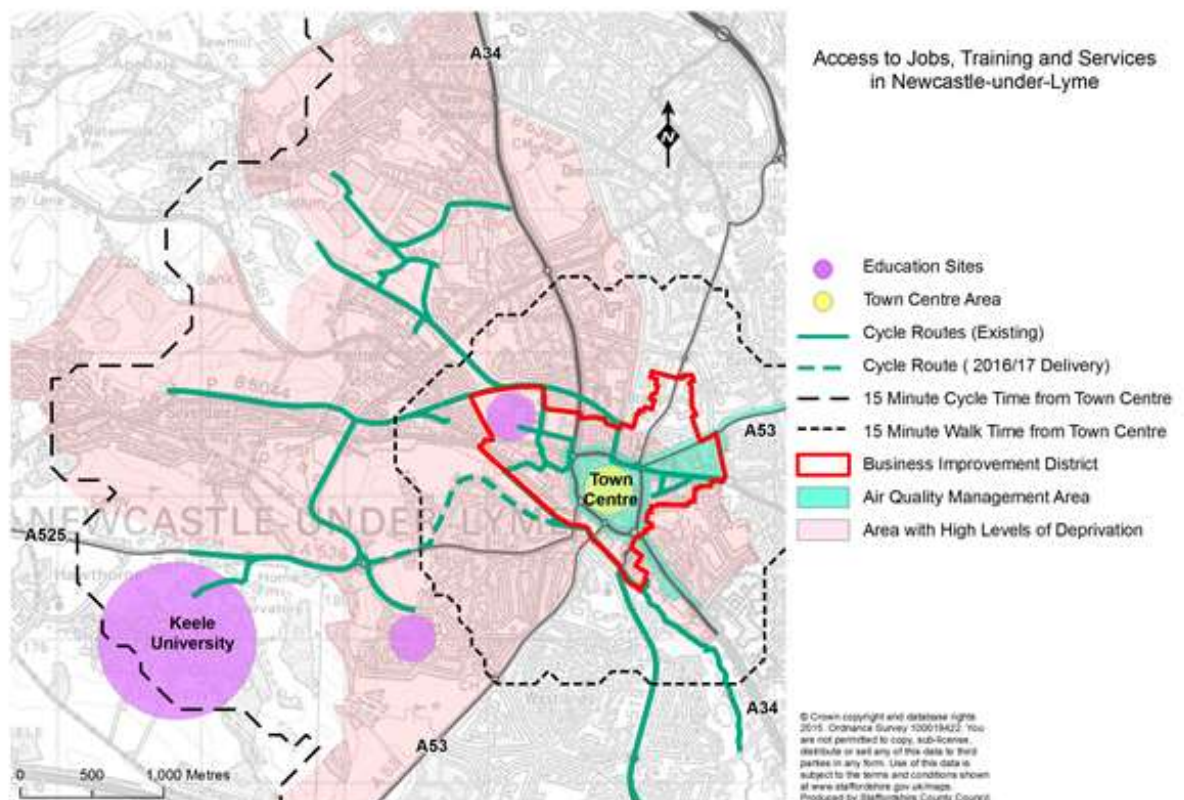 Access to Jobs, Training and Services
in Newcastle-under-Lyme
A34
N
Education Sites
Town Centre Area
Cycle Routes (Existing)
Cycle Route ( 2016/17 Delivery)
15 Minute Cycle Time from Town Centre
15 Minute Walk Time from Town Centre
A53
Business Improvement District
Air Quality Management Area
Area with High Levels of Deprivation
Town
Centre
NEWCASTLE-UNDER-LYM
A525
Keele
University
A34
A53
0 500 1,000 Metres
© Crown copyright and database rights
2015. Ordnance Survey 100019422. You
are not permitted to copy, sub-license,
distribute or sell any of this data to third
parties in any form. Use of this data is
subject to the terms and conditions shown
at www.staffordshire.gov.uk/maps.
Produced by Staffordshire County Council